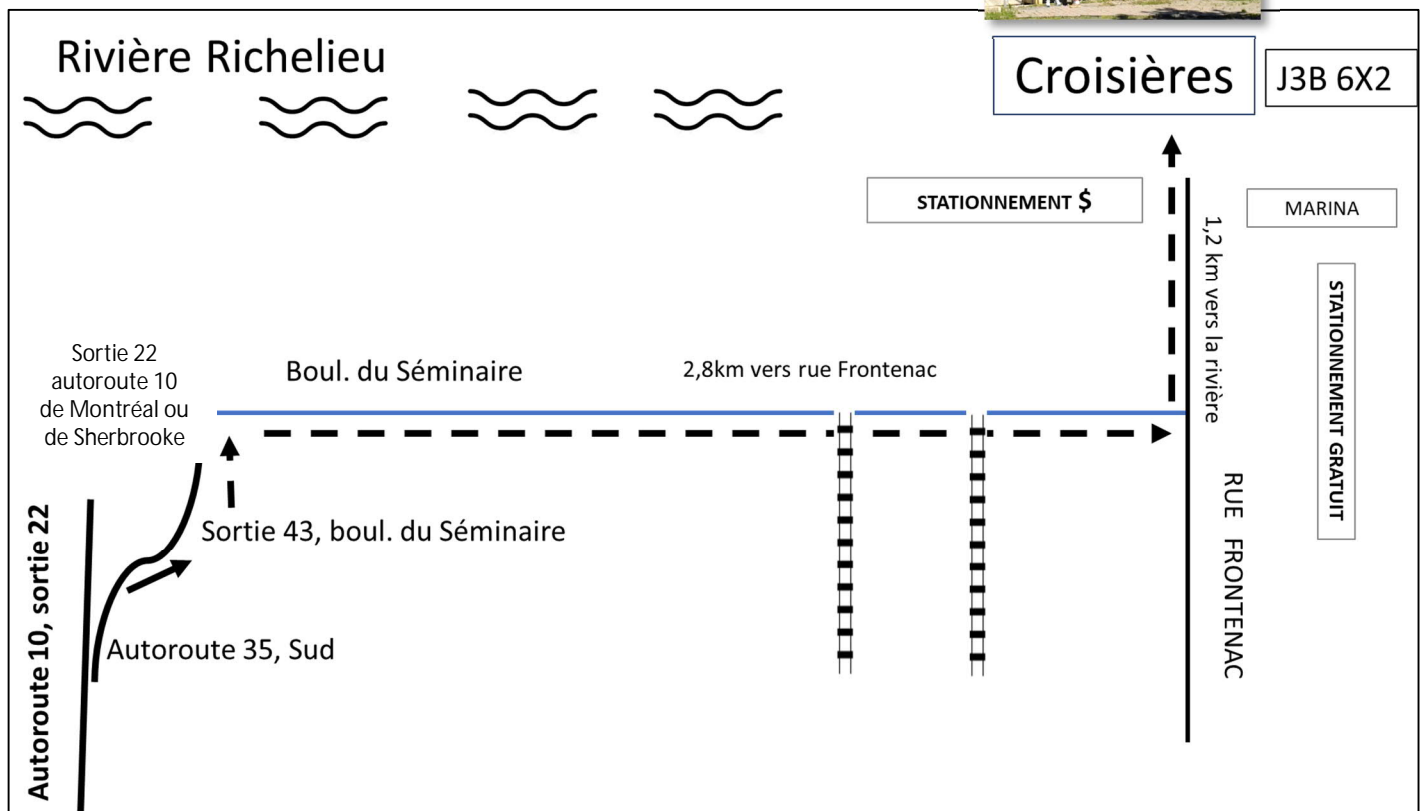 Rivière Richelieu
Croisières
J3B 6X2
STATIONNEMENT $
MARINA
1,2 km vers la rivière
STATIONNEMENT GRATUIT
Sortie 22
autoroute 10
de Montréal ou
de Sherbrooke
Boul. du Séminaire
2,8km vers rue Frontenac
RUE FRONTENAC
Sortie 43, boul. du Séminaire
Autoroute 10, sortie 22
Autoroute 35, Sud